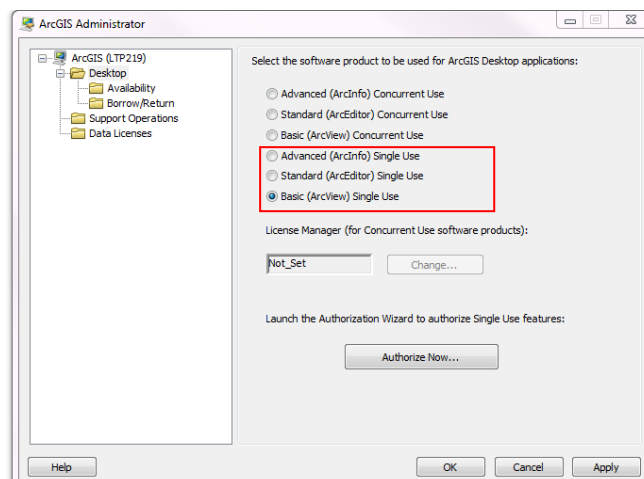 ArcGIS Administrator
ArcGIS (LTP219)
Desktop
Availability
Borrow/Return
Support Operations
Data Licenses
Select the software product to be used for ArcGIS Desktop applications:
Advanced (ArcInfo) Concurrent Use
Standard (ArcEditor) Concurrent Use
Basic (ArcView) Concurrent Use
Advanced (ArcInfo) Single Use
Standard (ArcEditor) Single Use
Basic (ArcView) Single Use
License Manager (for Concurrent Use software products):
Not_Set
Change...
Launch the Authorization Wizard to authorize Single Use features:
Authorize Now...
Help
OK
Cancel
Apply